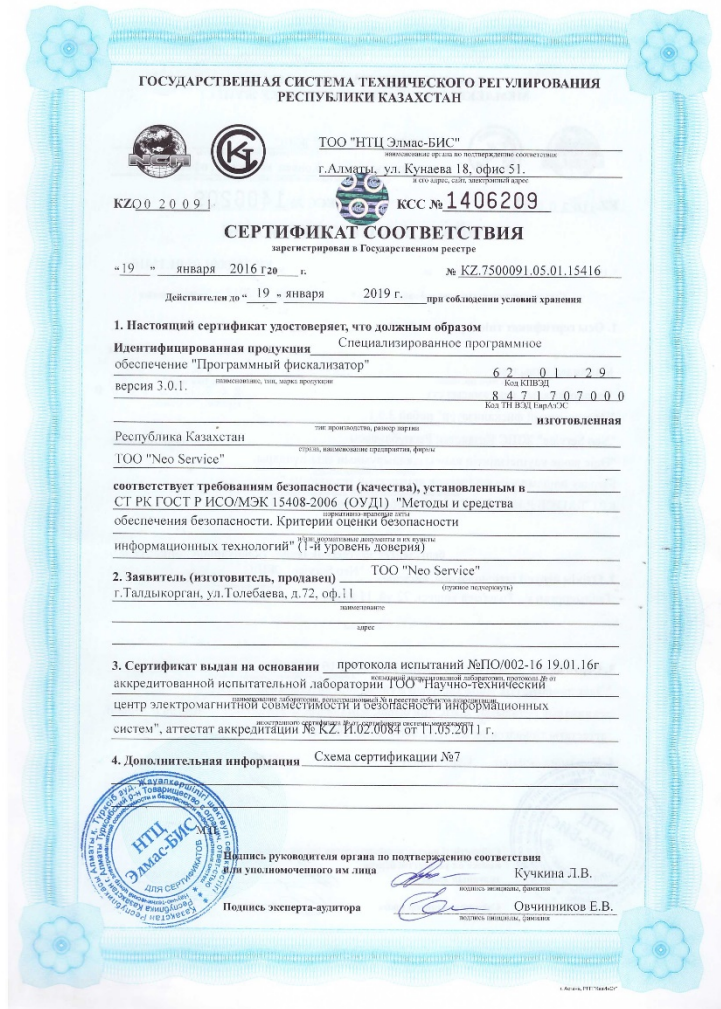 ГОСУДАРСТВЕННАЯ СИСТЕМА ТЕХНИЧЕСКОГО РЕГУЛИРОВАНИЯ
РЕСПУБЛИКИ КАЗАХСТАН
ТОО "НТЦ Элмас-БИС"
наименование органа по подтверждению соответствия
г.Алматы, ул. Кунаева 18, офис 51.
и его адрес, сайт, электронный адрес
NСП
KZQ0 20091
КСС № 1406209
СЕРТИФИКАТ СООТВЕТСТВИЯ
зарегистрирован в Государственном реестре
"19 " января 2016 г20 г.
№ KZ.7500091.05.01.15416
Действителен до " 19 " января 2019 г. при соблюдении условий хранения
1. Настоящий сертификат удостоверяет, что должным образом
Идентифицированная продукция Специализированное программное
обеспечение "Программный фискализатор"
62 . 01 . 29
наименование, тип, марка продукции
Код КПВЭД
версия 3.0.1.
8471707000
Код ТН ВЭД ЕврАзЭС
изготовленная
тип производства, размер партии
Республика Казахстан
страна, наименование предприятия, фирмы
ТОО "Neo Service"
соответствует требованиям безопасности (качества), установленным в
СТ РК ГОСТ Р ИСО/МЭК 15408-2006 (ОУД1) "Методы и средства
нормативно-правовые акты
обеспечения безопасности. Критерии оценки безопасности
и/или нормативные документы и их пункты
информационных технологий" (1-й уровень доверия)
2. Заявитель (изготовитель, продавец) ТОО "Neo Service"
(нужное подчеркнуть)
г.Талдыкорган, ул.Толебаева, д.72, оф.11
наименование
адрес
3. Сертификат выдан на основании протокола испытаний №ПО/002-16 19.01.16г
аккредитованной испытательной лаборатории ТОО "Научно-технический
центр электромагнитной совместимости и безопасности информационных
систем", аттестат аккредитации № KZ. И.02.0084 от 11.05.2011 г.
4. Дополнительная информация Схема сертификации №7
М.П.
НТЦ
Элмас-БИС
ДЛЯ СЕРТИФИКАТОВ
Подпись руководителя органа по подтверждению соответствия
или уполномоченного им лица Кучкина Л.В.
подпись инициалы, фамилия
Подпись эксперта-аудитора Овчинников Е.В.
подпись инициалы, фамилия